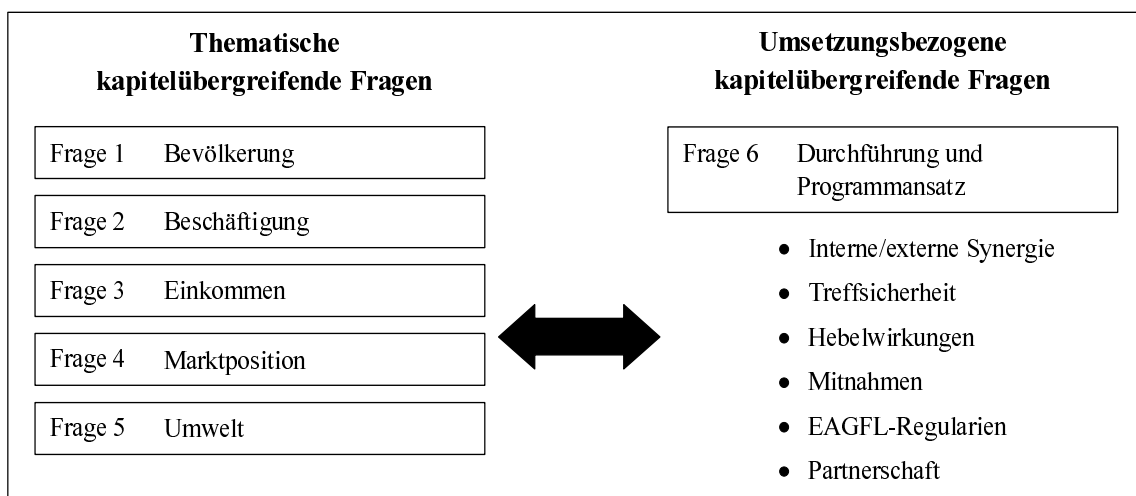 Thematische
kapitelübergreifende Fragen
Frage 1 Bevölkerung
Frage 2 Beschäftigung
Frage 3 Einkommen
Frage 4 Marktposition
Frage 5 Umwelt
Umsetzungsbezogene
kapitelübergreifende Fragen
Frage 6 Durchführung und
Programmansatz
• Interne/externe Synergie
• Treffsicherheit
• Hebelwirkungen
• Mitnahmen
• EAGFL-Regularien
• Partnerschaft